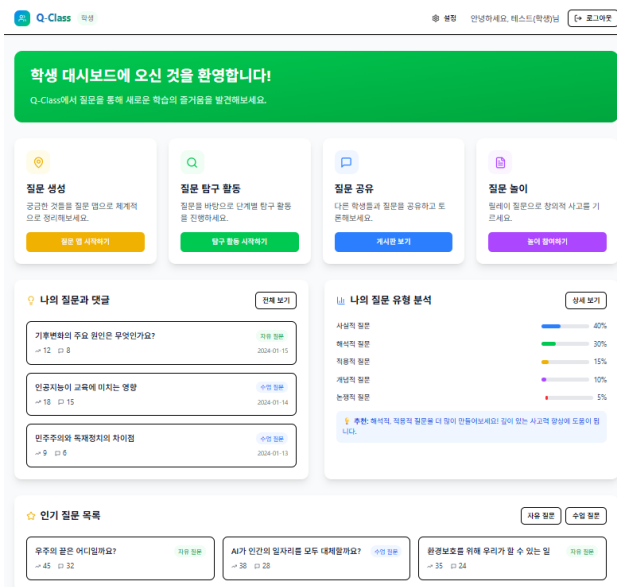 Q-Class 학생
설정 안녕하세요, 테스트(학생)님 로그아웃
학생 대시보드에 오신 것을 환영합니다!
Q-Class에서 질문을 통해 새로운 학습의 즐거움을 발견해보세요.
질문 생성
궁금한 것들을 질문 맵으로 체계적
으로 정리해보세요.
질문 맵 시작하기
질문 탐구 활동
질문을 바탕으로 단계별 탐구 활동
을 진행하세요.
탐구 활동 시작하기
질문 공유
다른 학생들과 질문을 공유하고 토
론해보세요.
게시판 보기
질문 놀이
릴레이 질문으로 창의적 사고를 기
르세요.
놀이 참여하기
나의 질문과 댓글 전체 보기
기후변화의 주요 원인은 무엇인가요? 자유 질문
12 8 2024-01-15
인공지능이 교육에 미치는 영향 수업 질문
18 15 2024-01-14
민주주의와 독재정치의 차이점 수업 질문
9 6 2024-01-13
나의 질문 유형 분석 상세 보기
사실적 질문 40%
해석적 질문 30%
적용적 질문 15%
개념적 질문 10%
논쟁적 질문 5%
추천: 해석적, 적용적 질문을 더 많이 만들어보세요! 깊이 있는 사고력 향상에 도움이 됩
니다.
인기 질문 목록 자유 질문 수업 질문
우주의 끝은 어디일까요? 자유 질문
45 32
AI가 인간의 일자리를 모두 대체할까요? 수업 질문
38 28
환경보호를 위해 우리가 할 수 있는 일 자유 질문
35 24